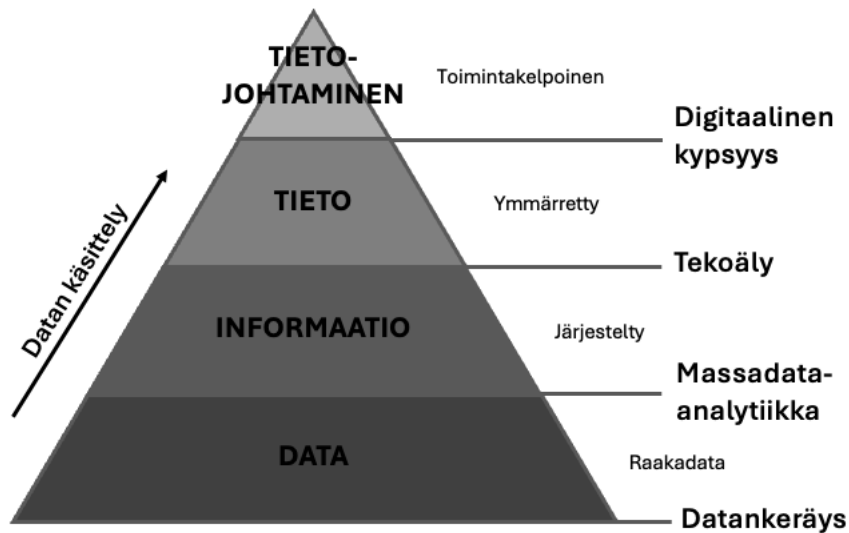 TIETO-
JOHTAMINEN
Toimintakelpoinen
Digitaalinen
kypsyys
TIETO
Ymmärretty
Datan käsittely
Tekoäly
INFORMAATIO
Järjestelty
Massadata-
analytiikka
DATA
Raakadata
Datankeräys